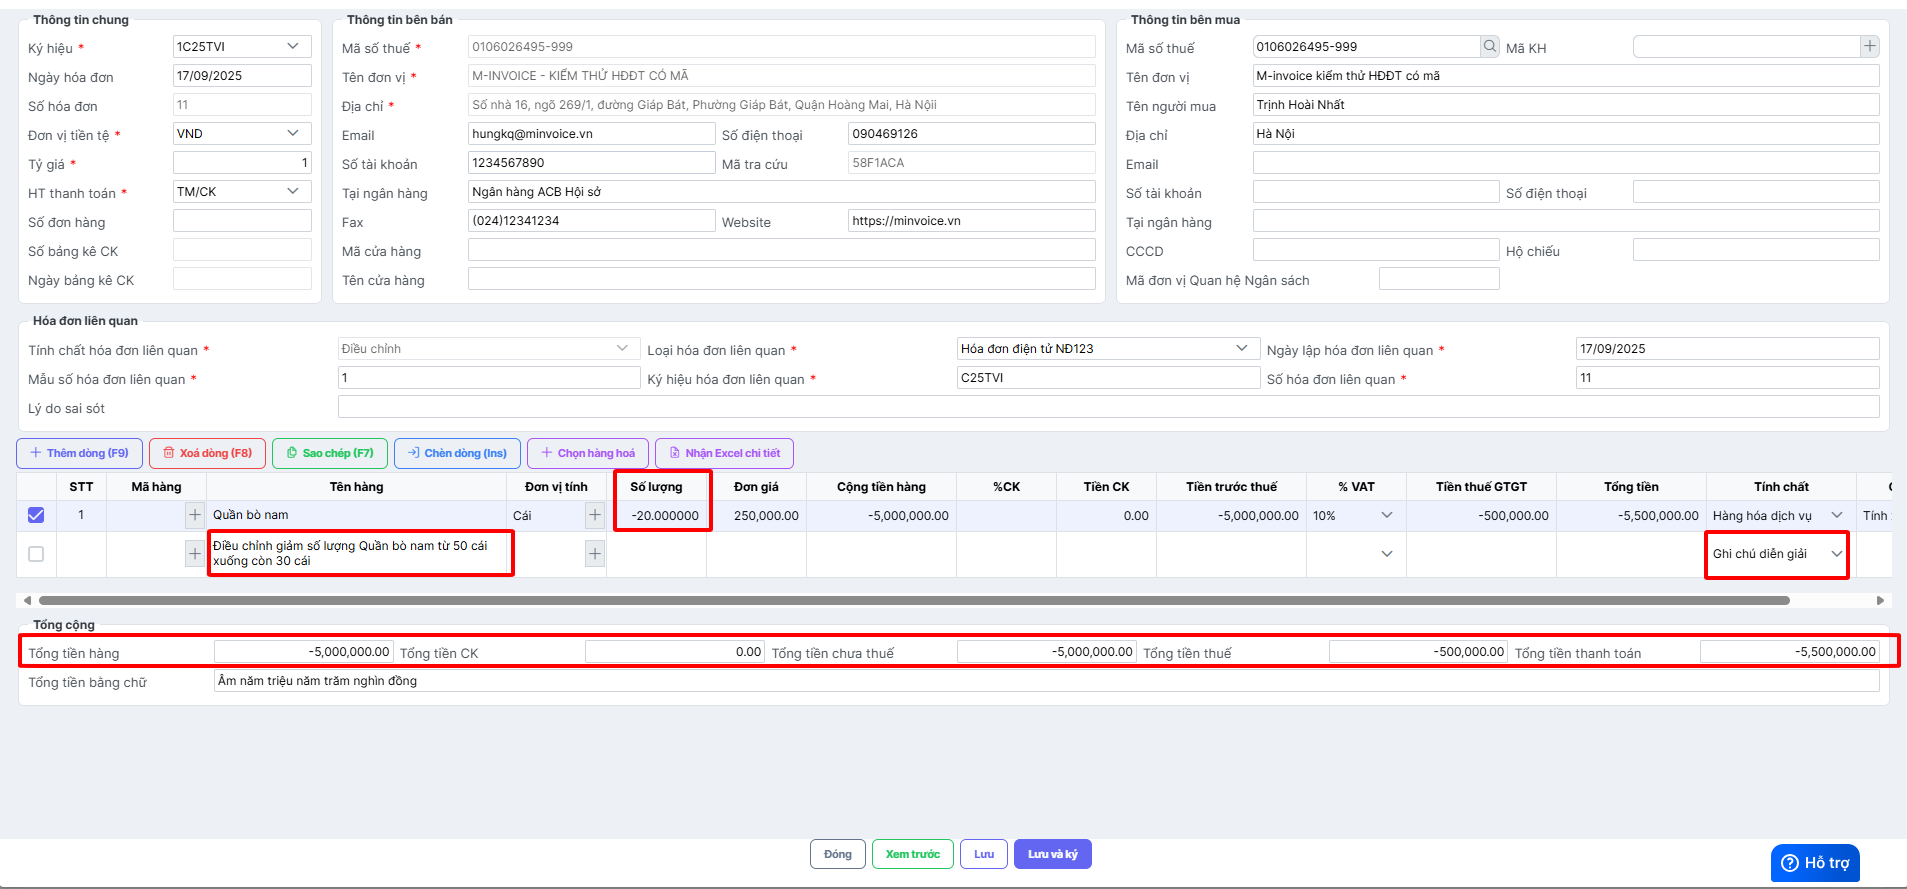 Thông tin chung
Ký hiệu *
1C25TVI
Ngày hóa đơn
17/09/2025
Số hóa đơn
11
Đơn vị tiền tệ *
VND
Tỷ giá *
1
HT thanh toán *
TM/CK
Số đơn hàng
Số bảng kê CK
Ngày bảng kê CK
Thông tin bên bán
Mã số thuế *
0106026495-999
Tên đơn vị *
M-INVOICE - KIỂM THỬ HĐĐT CÓ MÃ
Địa chỉ *
Số nhà 16, ngõ 269/1, đường Giáp Bát, Phường Giáp Bát, Quận Hoàng Mai, Hà Nộii
Email
hungkq@minvoice.vn
Số điện thoại
090469126
Số tài khoản
1234567890
Mã tra cứu
58F1ACA
Tại ngân hàng
Ngân hàng ACB Hội sở
Fax
(024)12341234
Website
https://minvoice.vn
Mã cửa hàng
Tên cửa hàng
Thông tin bên mua
Mã số thuế
0106026495-999
Mã KH
Tên đơn vị
M-invoice kiểm thử HĐĐT có mã
Tên người mua
Trịnh Hoài Nhất
Địa chỉ
Hà Nội
Email
Số tài khoản
Số điện thoại
Tại ngân hàng
CCCD
Hộ chiếu
Mã đơn vị Quan hệ Ngân sách
Hóa đơn liên quan
Tính chất hóa đơn liên quan *
Điều chỉnh
Loại hóa đơn liên quan *
Hóa đơn điện tử NĐ123
Ngày lập hóa đơn liên quan *
17/09/2025
Mẫu số hóa đơn liên quan *
1
Ký hiệu hóa đơn liên quan *
C25TVI
Số hóa đơn liên quan *
11
Lý do sai sót
Thêm dòng (F9)
Xoá dòng (F8)
Sao chép (F7)
Chèn dòng (Ins)
Chọn hàng hoá
Nhận Excel chi tiết
STT Mã hàng Tên hàng Đơn vị tính Số lượng Đơn giá Cộng tiền hàng %CK Tiền CK Tiền trước thuế % VAT Tiền thuế GTGT Tổng tiền Tính chất
1 Quần bò nam Cái -20.000000 250,000.00 -5,000,000.00 0.00 -5,000,000.00 10% -500,000.00 -5,500,000.00 Hàng hóa dịch vụ Tính
Điều chỉnh giảm số lượng Quần bò nam từ 50 cái
xuống còn 30 cái
Ghi chú diễn giải
Tổng cộng
Tổng tiền hàng -5,000,000.00 Tổng tiền CK 0.00 Tổng tiền chưa thuế -5,000,000.00 Tổng tiền thuế -500,000.00 Tổng tiền thanh toán -5,500,000.00
Tổng tiền bằng chữ Âm năm triệu năm trăm nghìn đồng
Đóng
Xem trước
Lưu
Lưu và ký
Hỗ trợ